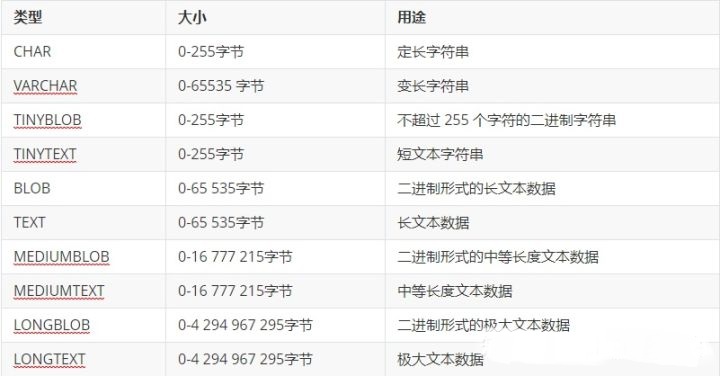 类型 大小 用途
CHAR 0-255字节 定长字符串
VARCHAR 0-65535 字节 变长字符串
TINYBLOB 0-255字节 不超过 255 个字符的二进制字符串
TINYTEXT 0-255字节 短文本字符串
BLOB 0-65 535字节 二进制形式的长文本数据
TEXT 0-65 535字节 长文本数据
MEDIUMBLOB 0-16 777 215字节 二进制形式的中等长度文本数据
MEDIUMTEXT 0-16 777 215字节 中等长度文本数据
LONGBLOB 0-4 294 967 295字节 二进制形式的极大文本数据
LONGTEXT 0-4 294 967 295字节 极大文本数据